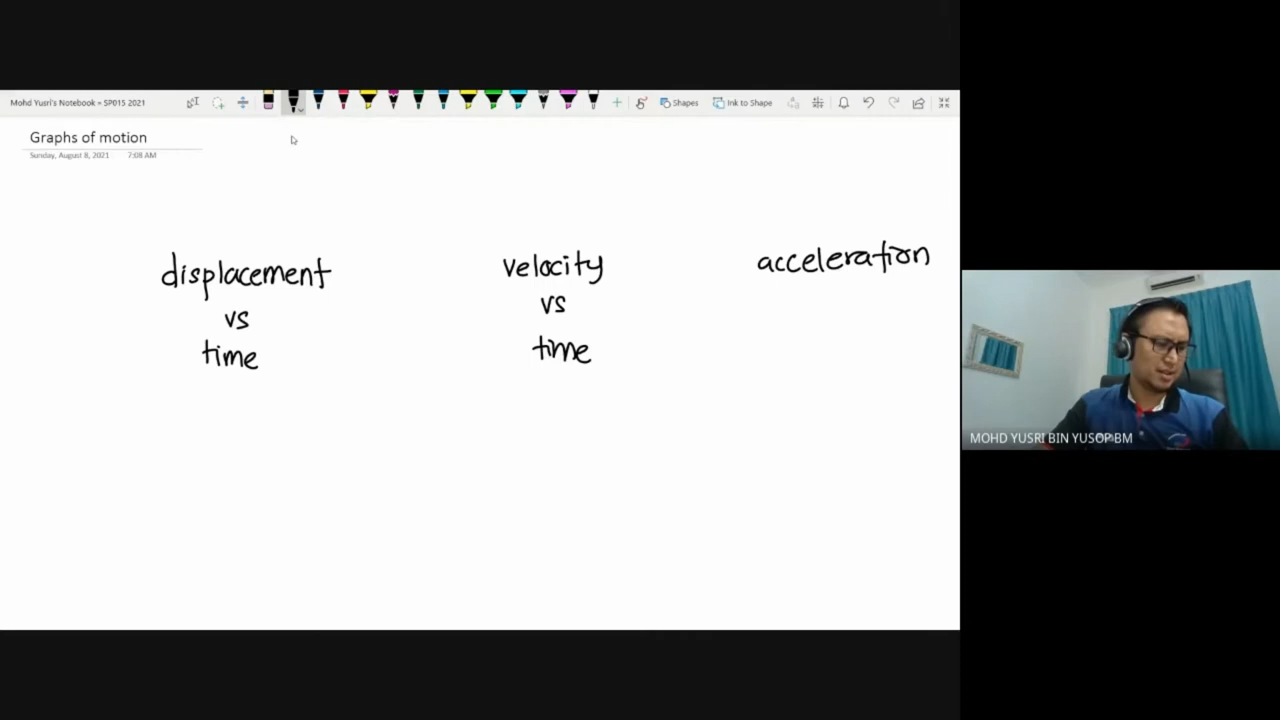 Mohd Yusri's Notebook » SP015 2021
Shapes
Ink to Shape
Graphs of motion
Sunday, August 8, 2021 7:08 AM
displacement
vs
time
velocity
vs
time
acceleration
MOHD YUSRI BIN YUSOP BM